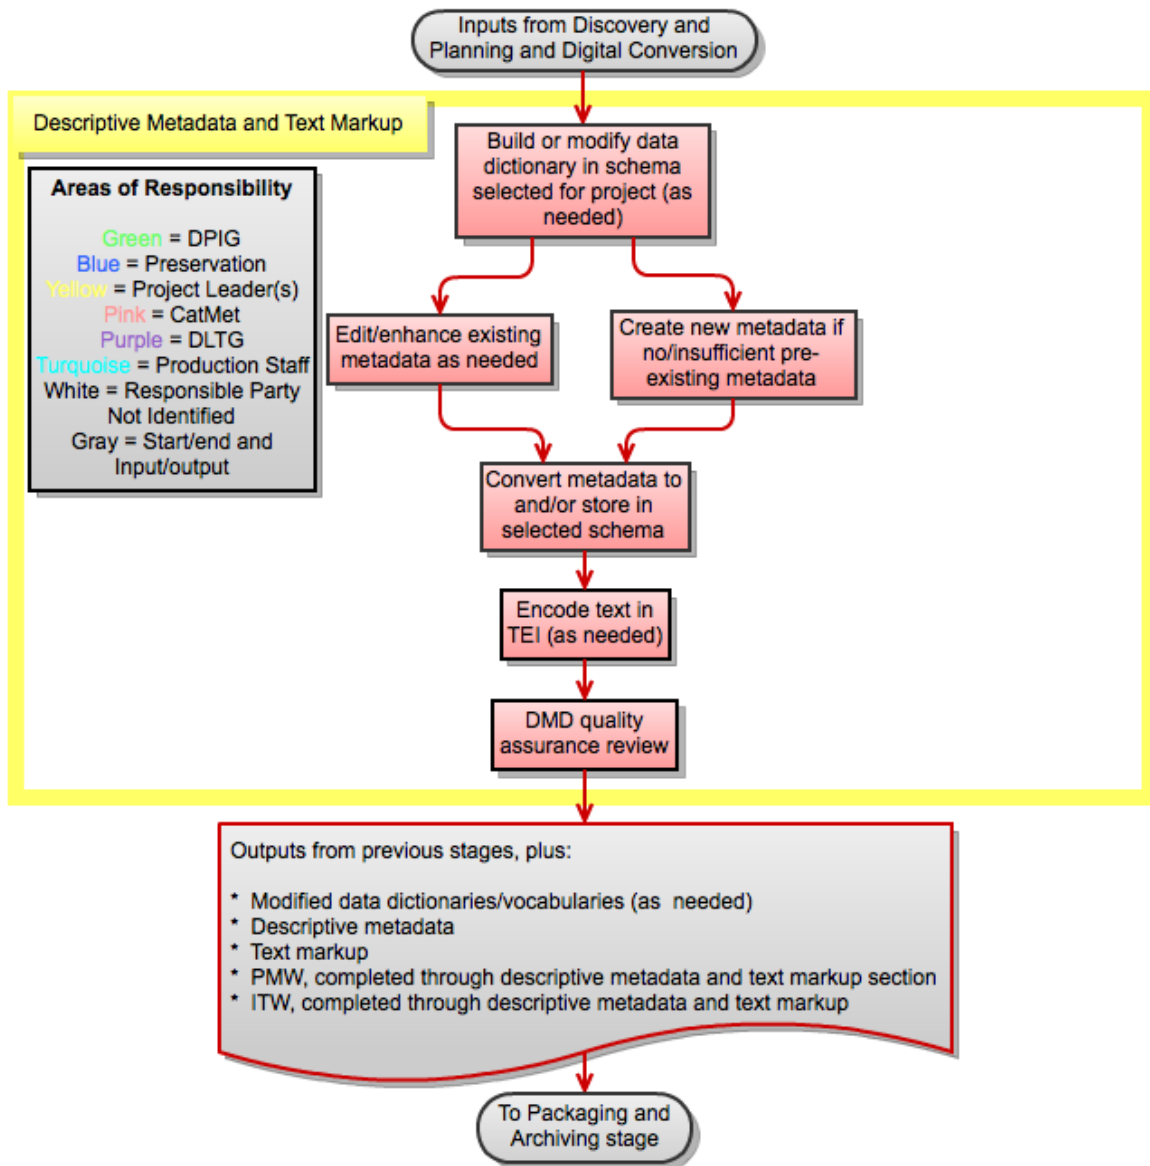 Inputs from Discovery and
Planning and Digital Conversion
Descriptive Metadata and Text Markup
Areas of Responsibility
Green = DPIG
Blue = Preservation
Yellow = Project Leader(s)
Pink = CatMet
Purple = DLTG
Turquoise = Production Staff
White = Responsible Party
Not Identified
Gray = Start/end and
Input/output
Build or modify data
dictionary in schema
selected for project (as
needed)
Edit/enhance existing
metadata as needed
Create new metadata if
no/insufficient pre-
existing metadata
Convert metadata to
and/or store in
selected schema
Encode text in
TEI (as needed)
DMD quality
assurance review
Outputs from previous stages, plus:
* Modified data dictionaries/vocabularies (as needed)
* Descriptive metadata
* Text markup
* PMW, completed through descriptive metadata and text markup section
* ITW, completed through descriptive metadata and text markup
To Packaging and
Archiving stage